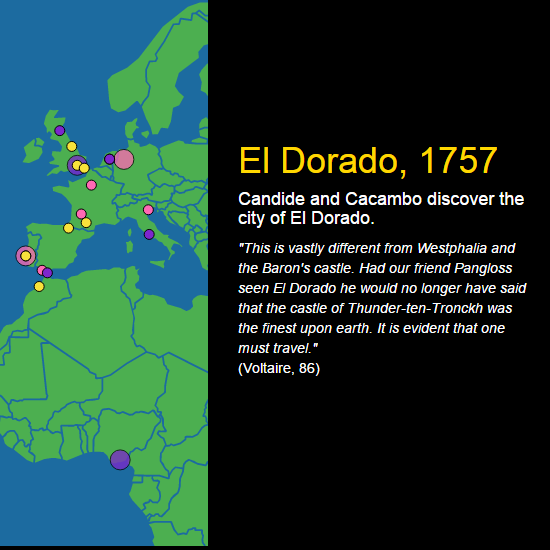 El Dorado, 1757
Candide and Cacambo discover the
city of El Dorado.
"This is vastly different from Westphalia and
the Baron's castle. Had our friend Pangloss
seen El Dorado he would no longer have said
that the castle of Thunder-ten-Tronckh was
the finest upon earth. It is evident that one
must travel."
(Voltaire, 86)